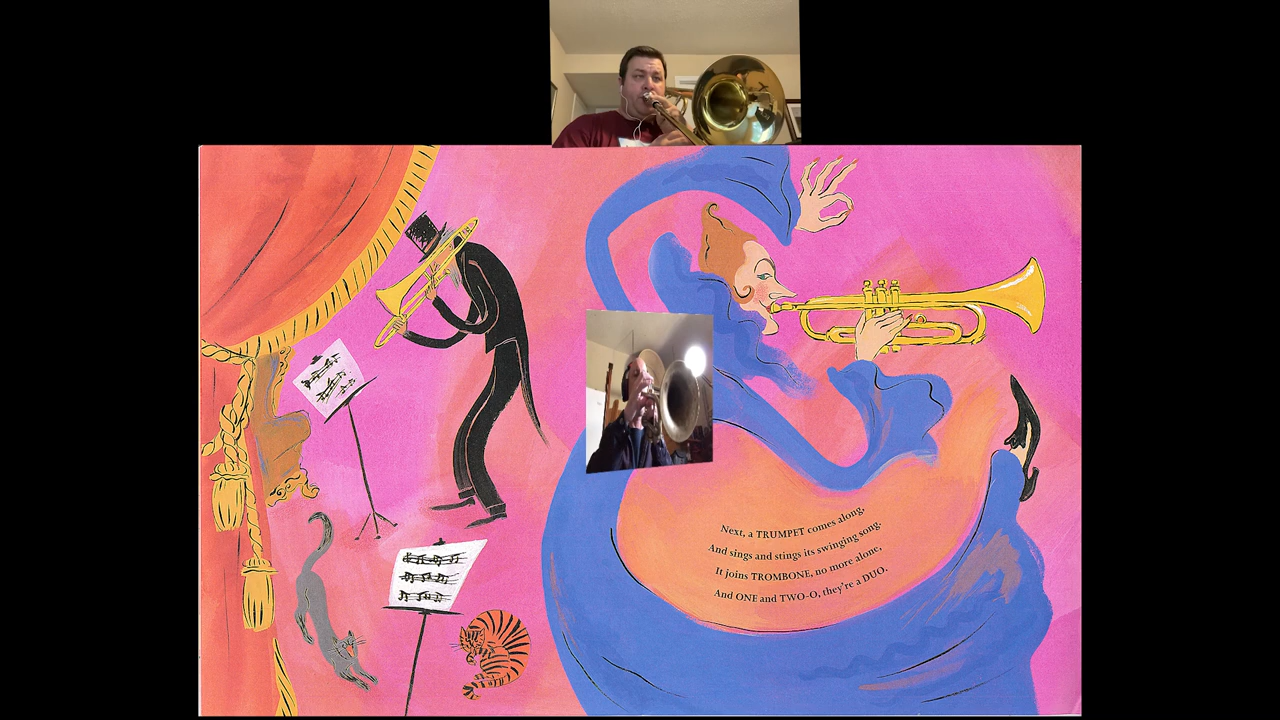 Next, a TRUMPET comes along,
And sings and stings its swinging song.
It joins TROMBONE, no more alone,
And ONE and TWO-O, they're a DUO.